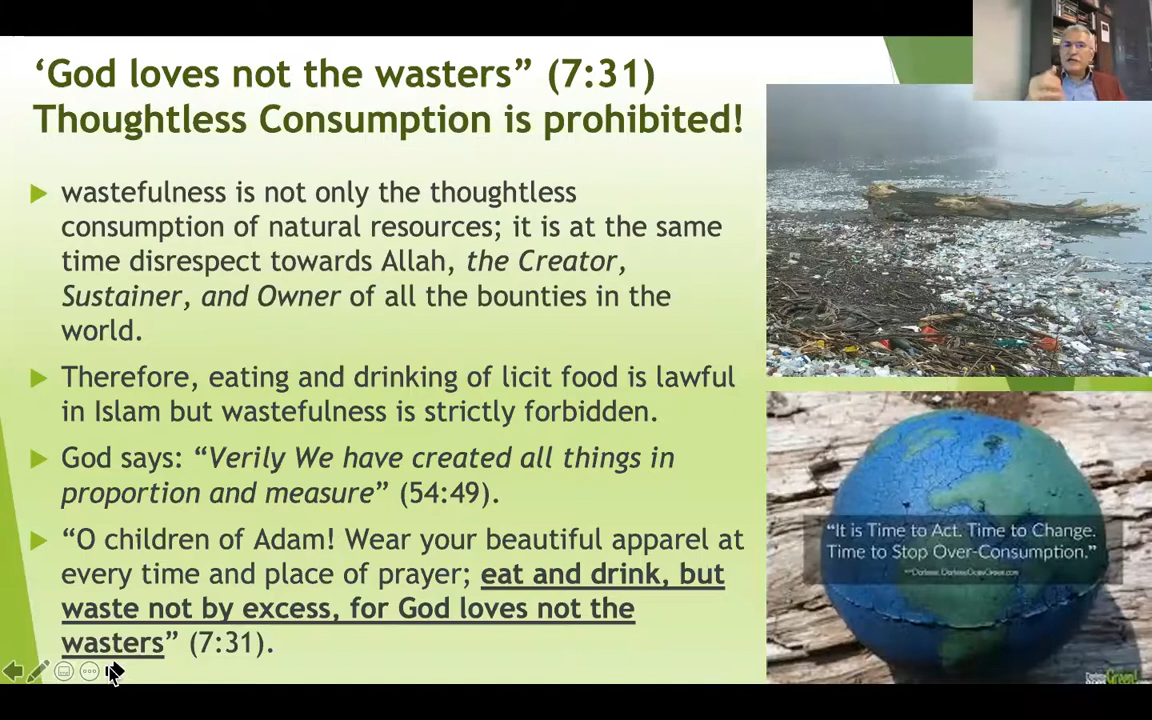 ‘God loves not the wasters” (7:31)
Thoughtless Consumption is prohibited!
wastefulness is not only the thoughtless
consumption of natural resources; it is at the same
time disrespect towards Allah, the Creator,
Sustainer, and Owner of all the bounties in the
world.
Therefore, eating and drinking of licit food is lawful
in Islam but wastefulness is strictly forbidden.
God says: “Verily We have created all things in
proportion and measure” (54:49).
“O children of Adam! Wear your beautiful apparel at
every time and place of prayer; eat and drink, but
waste not by excess, for God loves not the
wasters” (7:31).
“It is Time to Act. Time to Change.
Time to Stop Over-Consumption.”